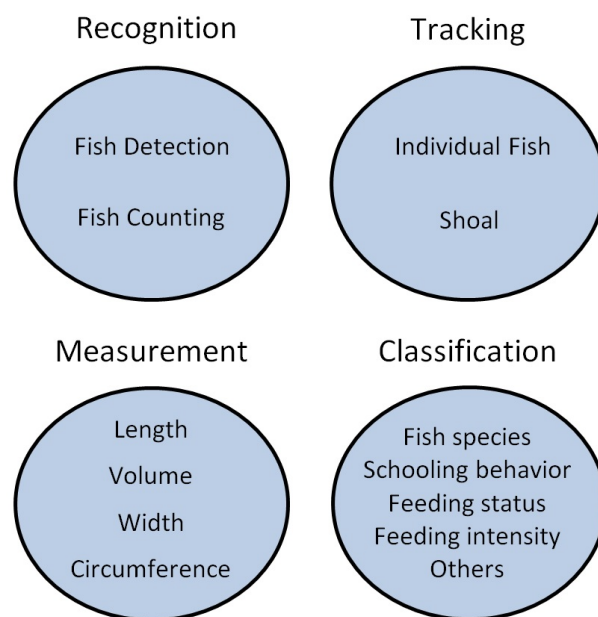 Recognition
Fish Detection
Fish Counting
Tracking
Individual Fish
Shoal
Measurement
Length
Volume
Width
Circumference
Classification
Fish species
Schooling behavior
Feeding status
Feeding intensity
Others